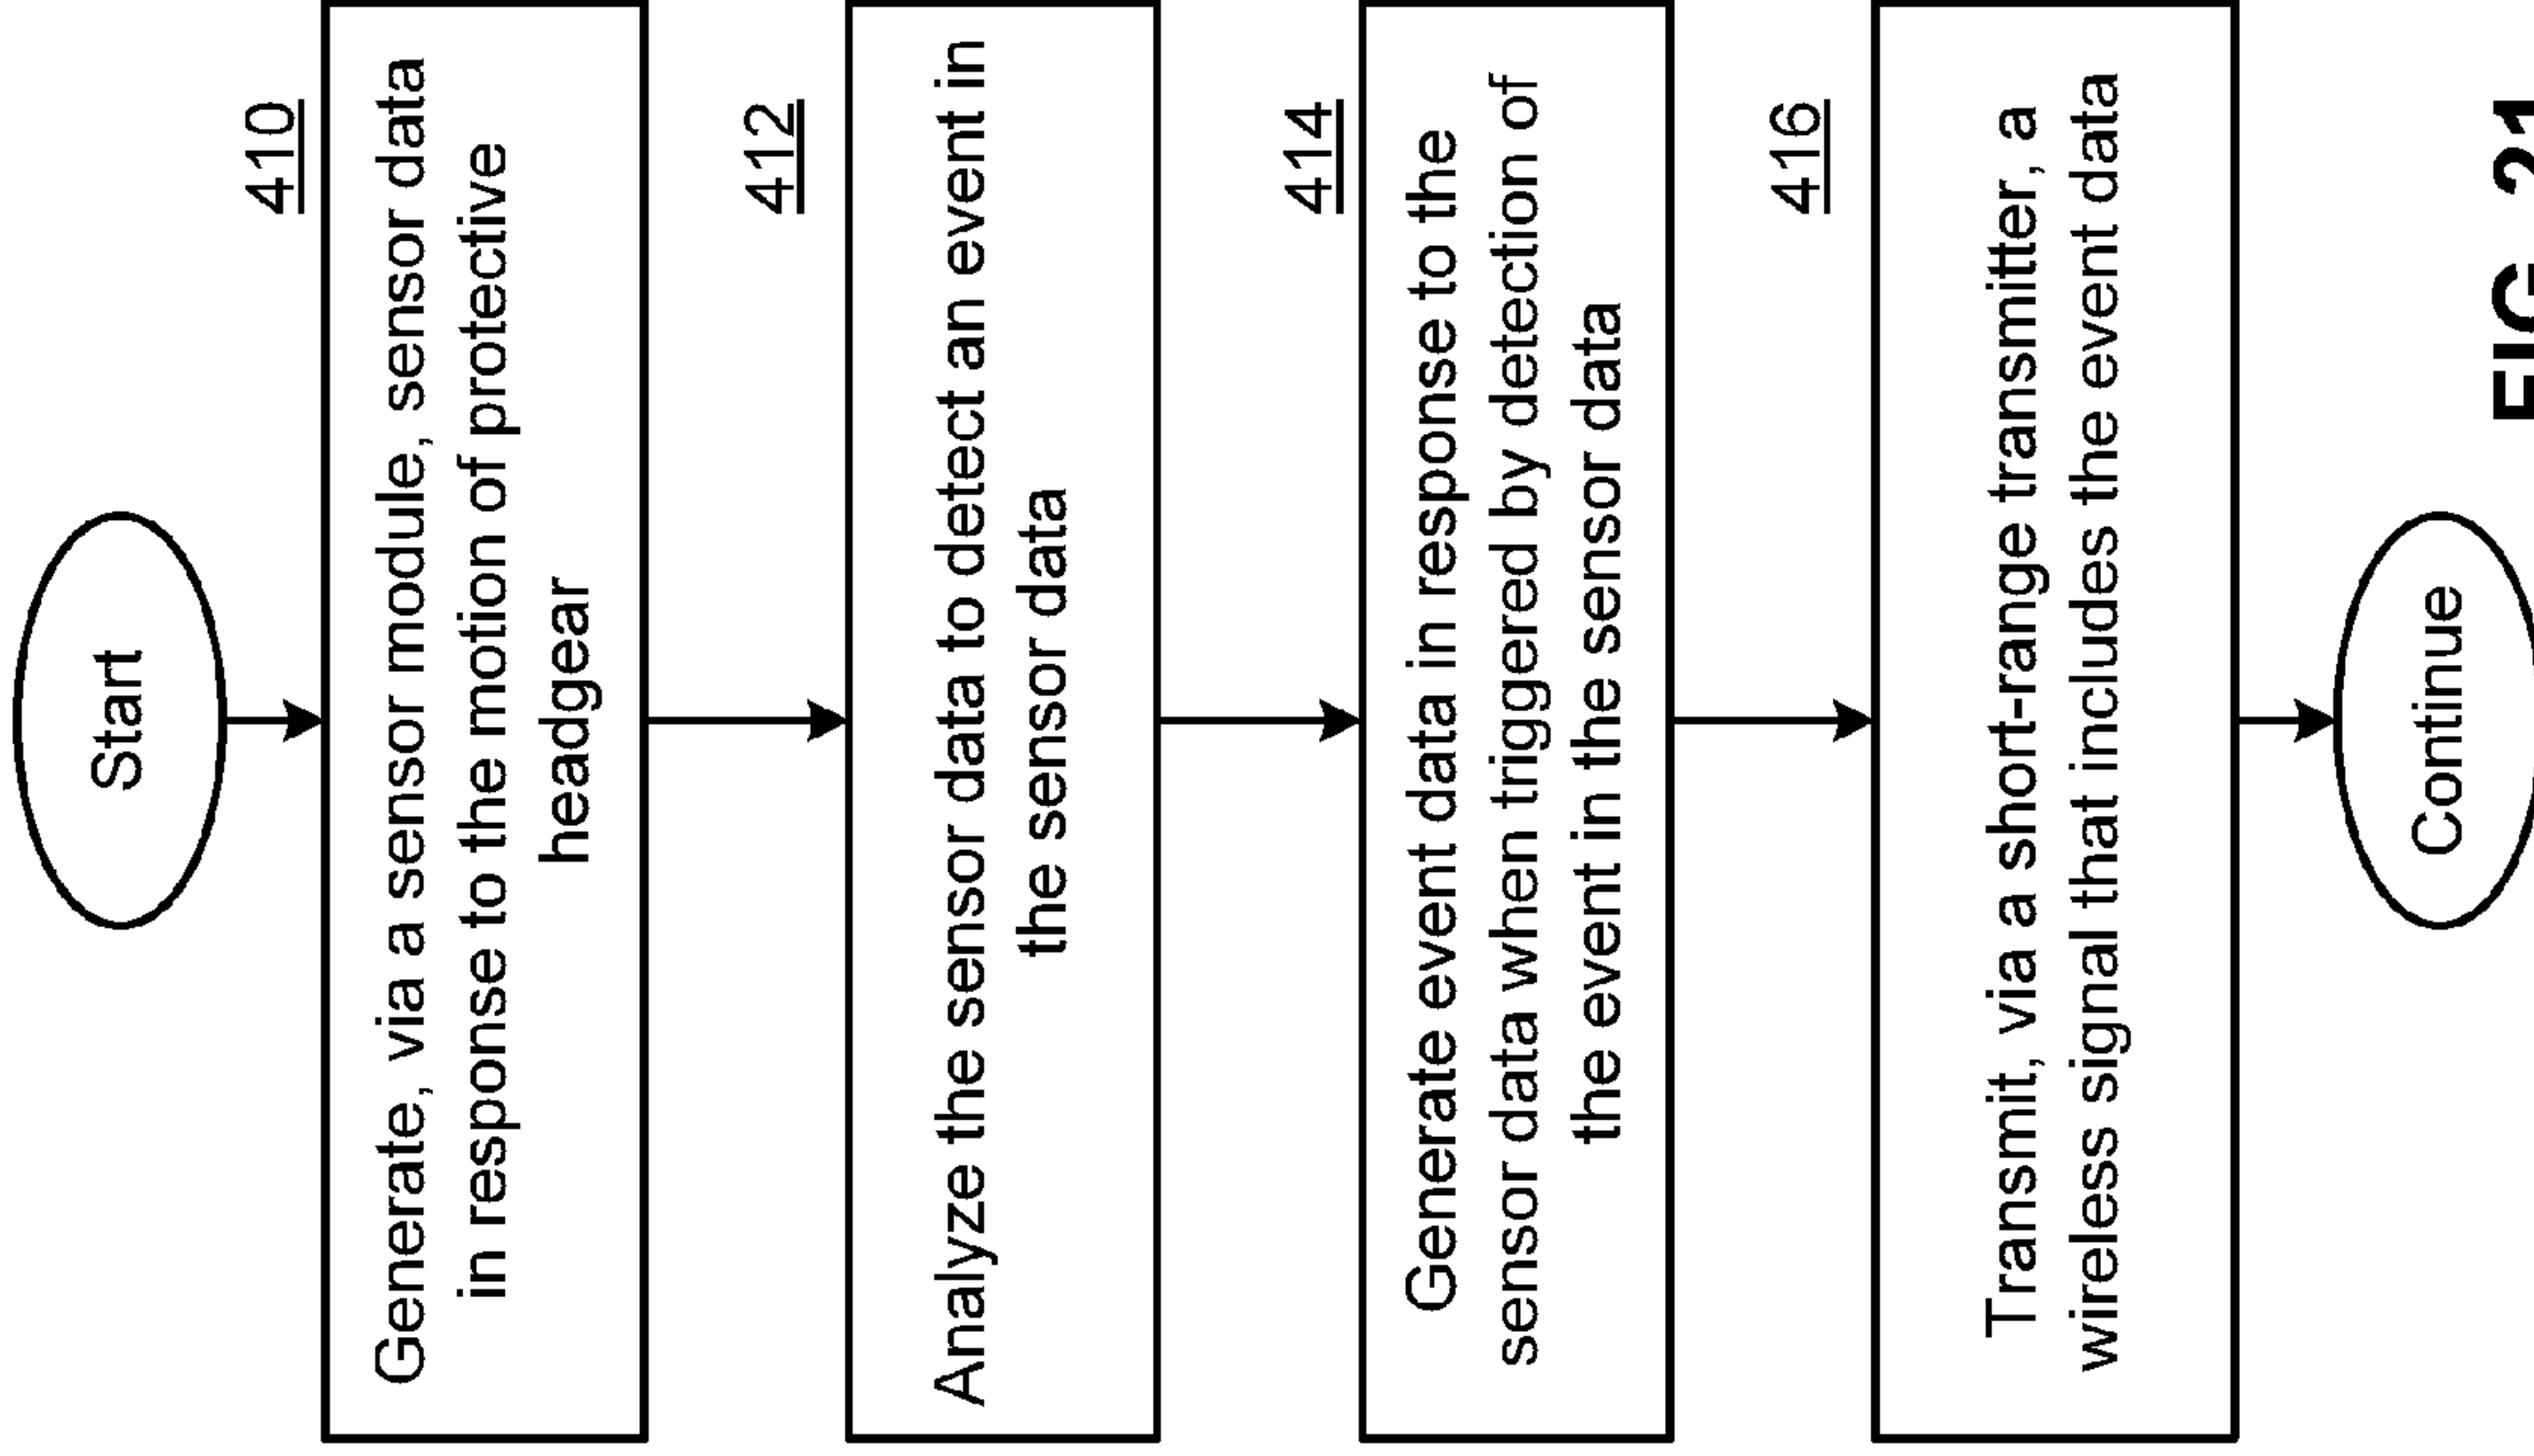 Start
410
Generate, via a sensor module, sensor data
in response to the motion of protective
headgear
412
Analyze the sensor data to detect an event in
the sensor data
414
Generate event data in response to the
sensor data when triggered by detection of
the event in the sensor data
416
Transmit, via a short-range transmitter, a
wireless signal that includes the event data
Continue
FIG. 21